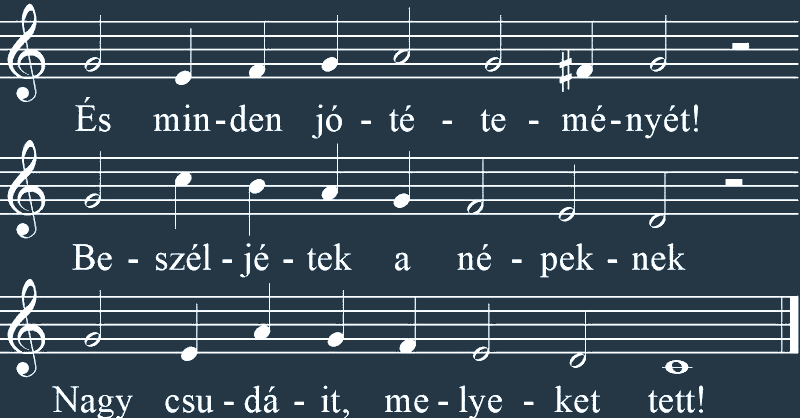 És min-den jó - té - te - mé-nyét!
Be - szél - jé - tek a né - pek - nek
Nagy csu - dá - it, me - lye - ket tett!